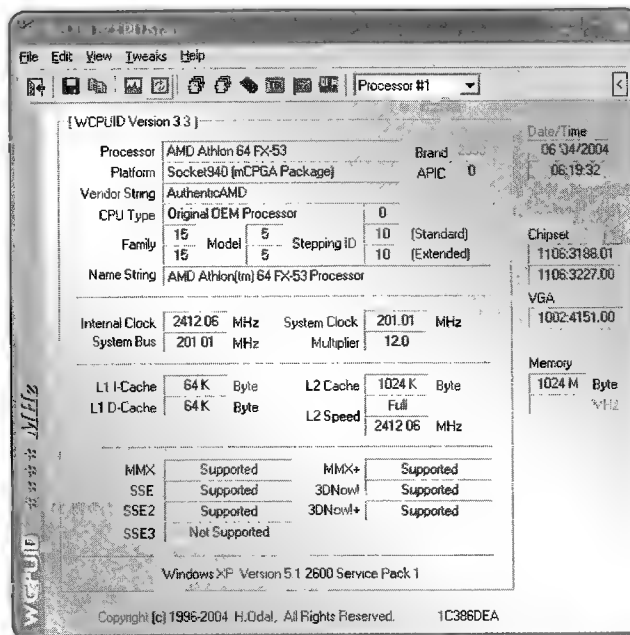 File Edit View Tweaks Help
Processor #1
[ WCPUID Version 3.3 ]
Processor AMD Athlon 64 FX-53 Brand
Platform Socket940 (mCPGA Package) APIC 0
Vendor String AuthenticAMD
CPU Type Original OEM Processor 0
Family 15 Model 5 Stepping ID 10 (Standard)
15 5 10 (Extended)
Name String AMD Athlon(tm) 64 FX-53 Processor
Date/Time
06:19:32
Chipset
1106:3188.01
1106:3227.00
VGA
1002:4151.00
Memory
1024 M Byte
MHz
Internal Clock 2412.06 MHz System Clock 201.01 MHz
System Bus 201.01 MHz Multiplier 12.0
L1 I-Cache 64 K Byte L2 Cache 1024 K Byte
L1 D-Cache 64 K Byte L2 Speed Full
2412.06 MHz
MMX Supported MMX+ Supported
SSE Supported 3DNow! Supported
SSE2 Supported 3DNow!+ Supported
SSE3 Not Supported
Windows XP Version 5.1 2600 Service Pack 1
Copyright (c) 1996-2004 H.Oda!, All Rights Reserved. 1C386DEA
WCPUID **** MHz